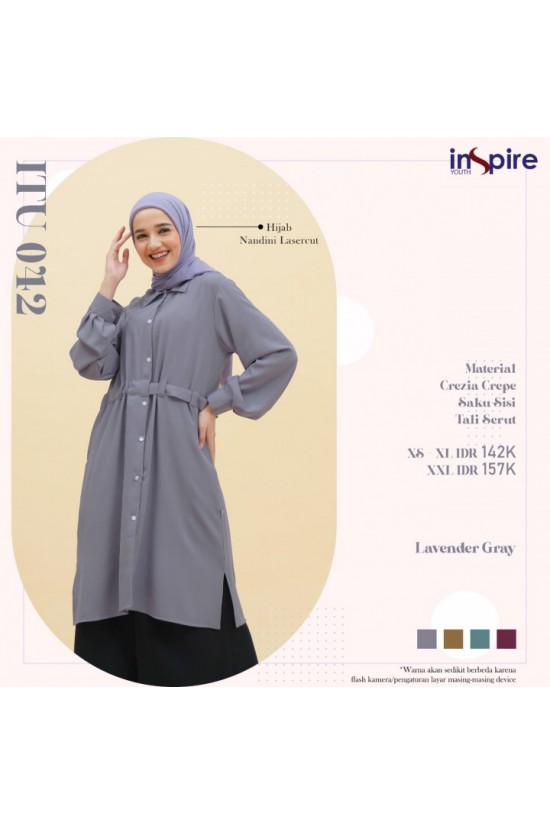 inSpire
YOUTH
ITU 042
Hijab
Nandini Lasercut
Material
Crezia Crepe
Saku Sisi
Tali Serut
XS - XL IDR 142K
XXL IDR 157K
Lavender Gray
*Warna akan sedikit berbeda karena
flash kamera/pengaturan layar masing-masing device